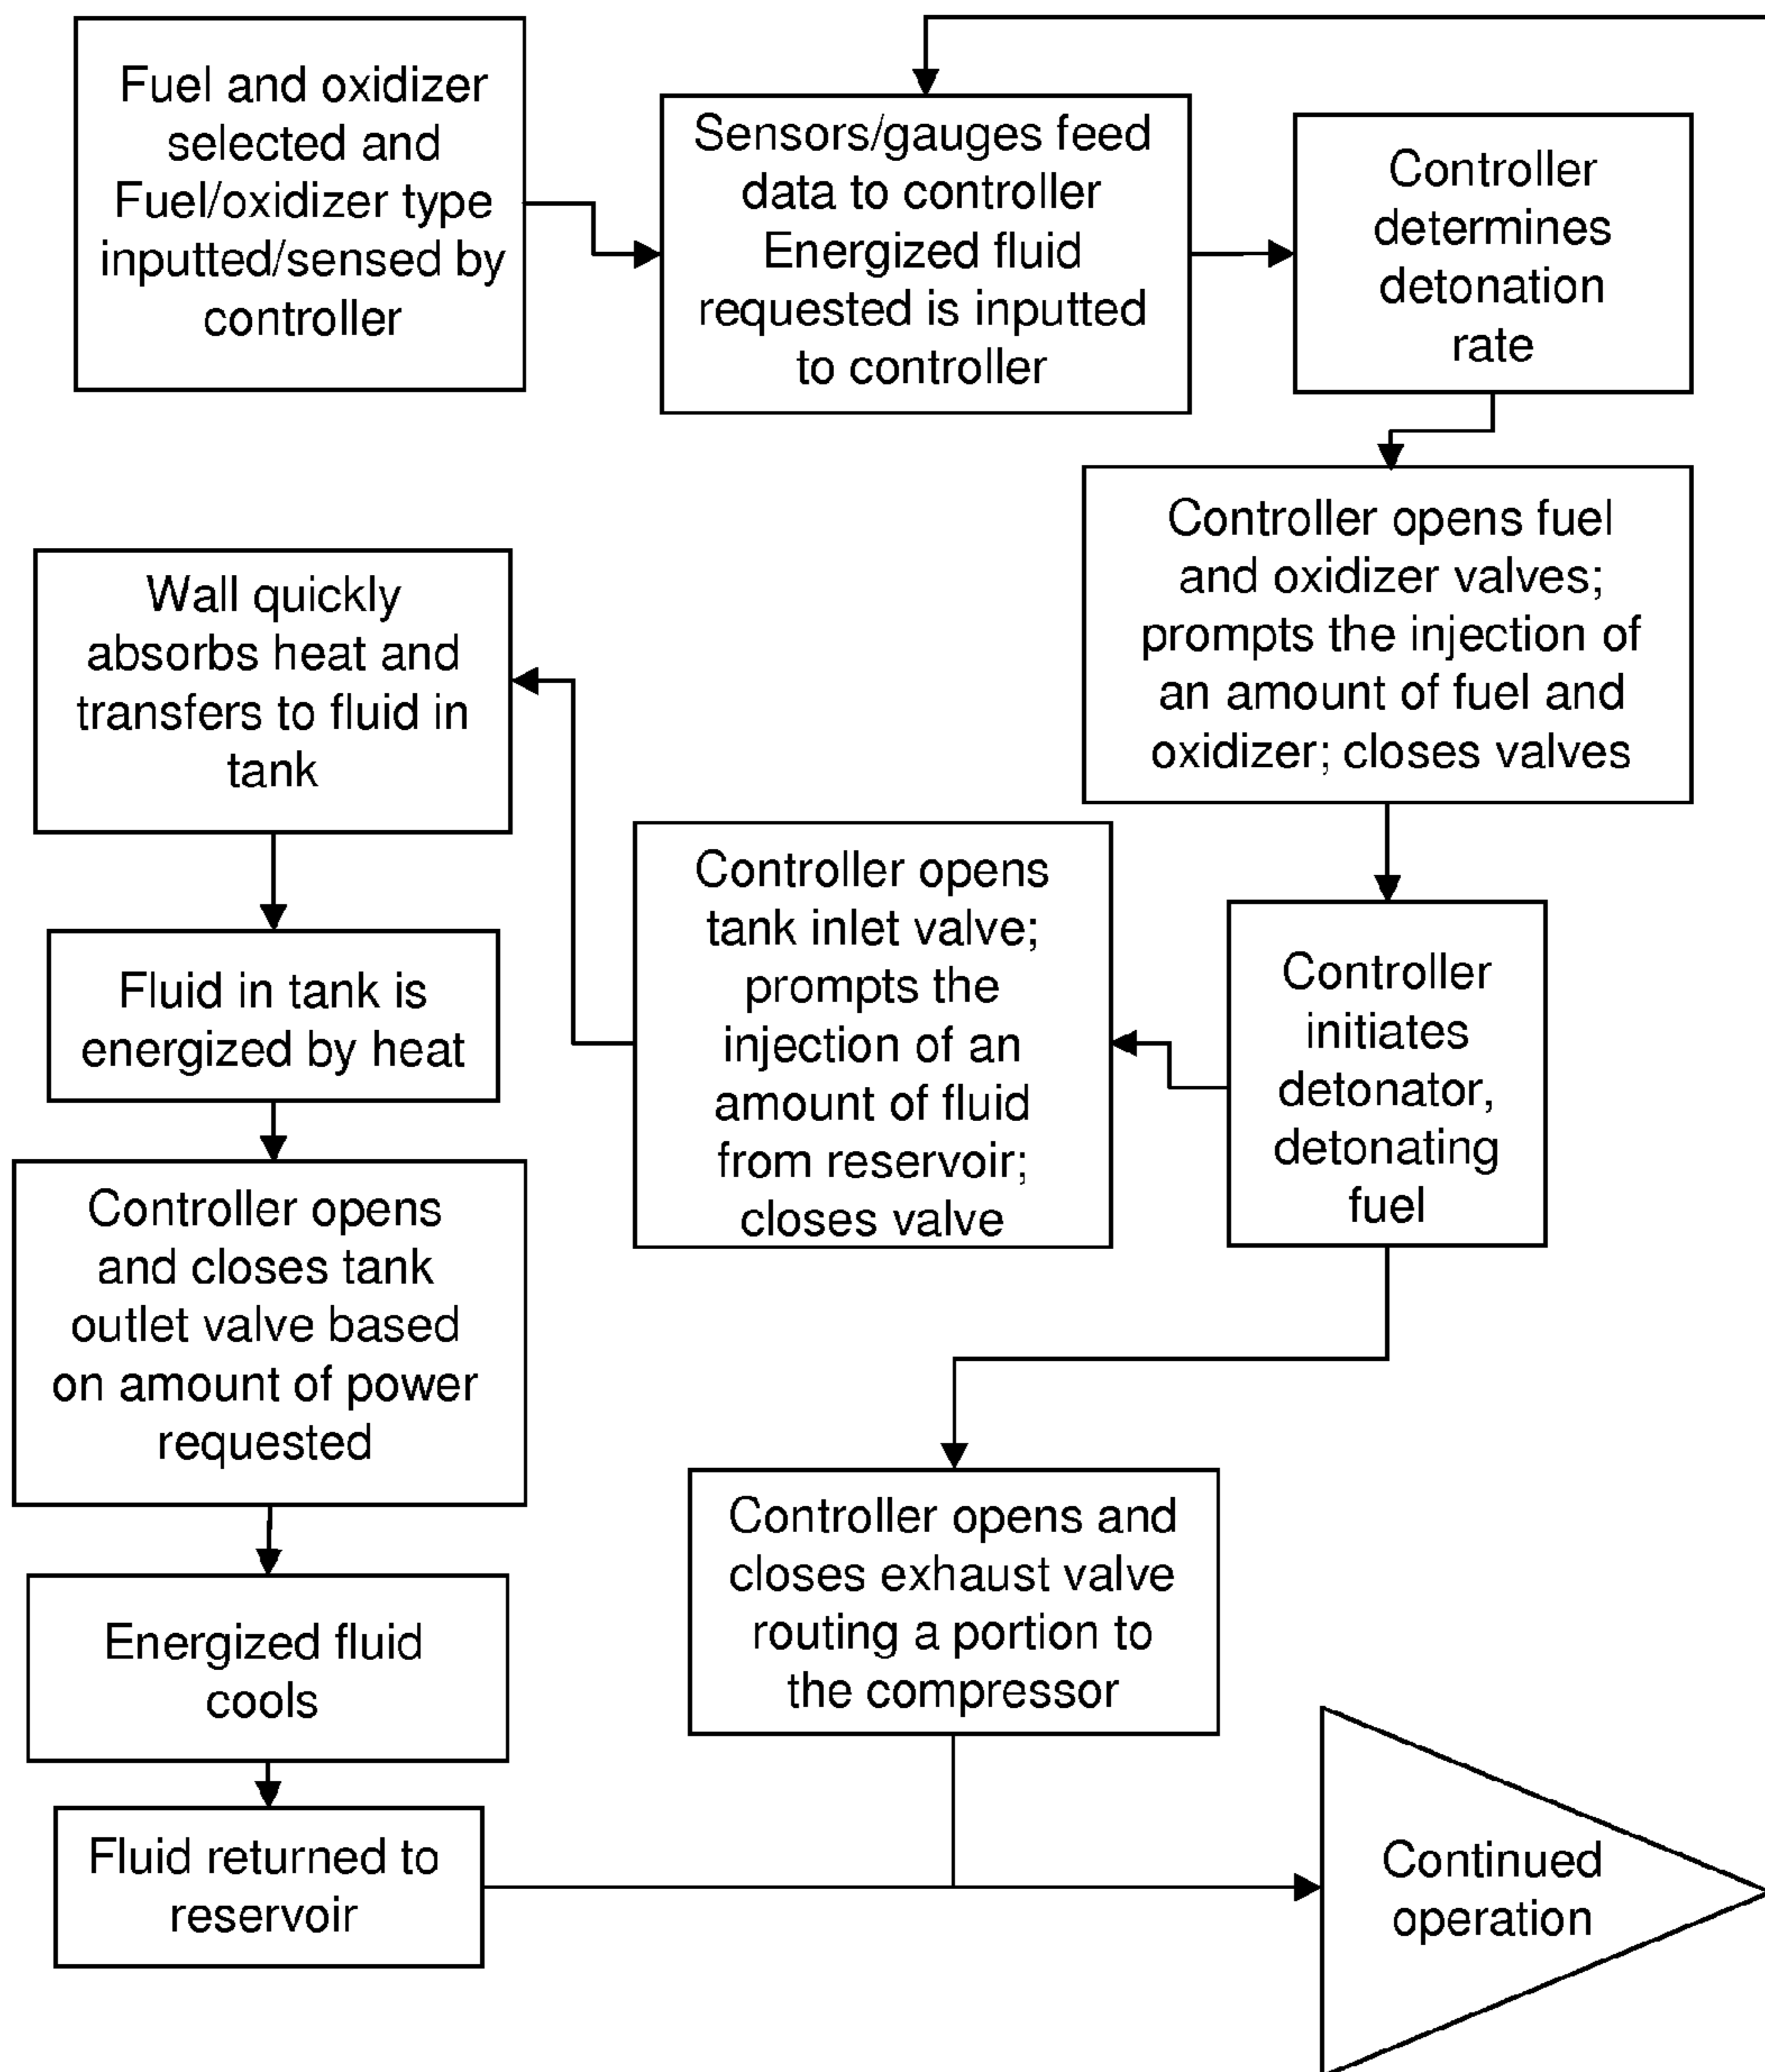 Fuel and oxidizer
selected and
Fuel/oxidizer type
inputted/sensed by
controller
Sensors/gauges feed
data to controller
Energized fluid
requested is inputted
to controller
Controller
determines
detonation
rate
Controller opens fuel
and oxidizer valves;
prompts the injection of
an amount of fuel and
oxidizer; closes valves
Controller
initiates
detonator,
detonating
fuel
Controller opens
tank inlet valve;
prompts the
injection of an
amount of fluid
from reservoir;
closes valve
Wall quickly
absorbs heat and
transfers to fluid in
tank
Fluid in tank is
energized by heat
Controller opens
and closes tank
outlet valve based
on amount of power
requested
Energized fluid
cools
Fluid returned to
reservoir
Controller opens and
closes exhaust valve
routing a portion to
the compressor
Continued
operation